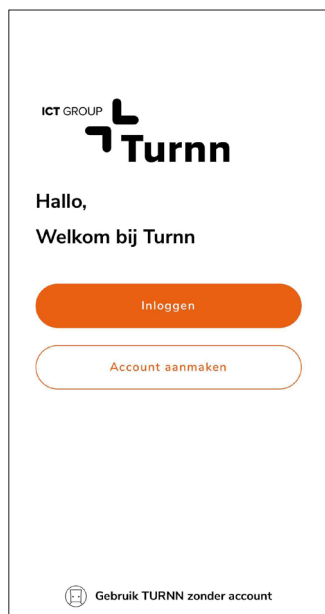 ICT GROUP
Turnn
Hallo,
Welkom bij Turnn
Inloggen
Account aanmaken
Gebruik TURNN zonder account